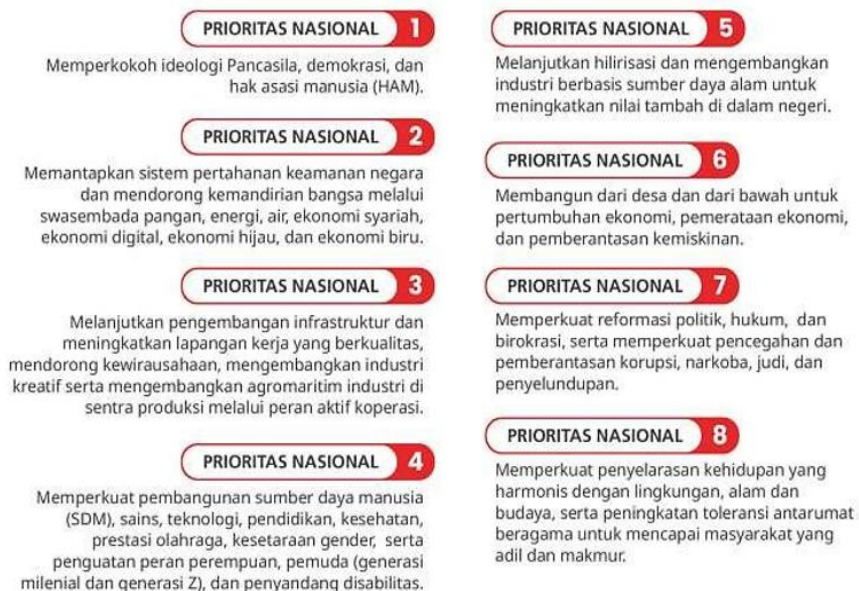 PRIORITAS NASIONAL 1
Memperkokoh ideologi Pancasila, demokrasi, dan
hak asasi manusia (HAM).
PRIORITAS NASIONAL 2
Memantapkan sistem pertahanan keamanan negara
dan mendorong kemandirian bangsa melalui
swasembada pangan, energi, air, ekonomi syariah,
ekonomi digital, ekonomi hijau, dan ekonomi biru.
PRIORITAS NASIONAL 3
Melanjutkan pengembangan infrastruktur dan
meningkatkan lapangan kerja yang berkualitas,
mendorong kewirausahaan, mengembangkan industri
kreatif serta mengembangkan agromaritim industri di
sentra produksi melalui peran aktif koperasi.
PRIORITAS NASIONAL 4
Memperkuat pembangunan sumber daya manusia
(SDM), sains, teknologi, pendidikan, kesehatan,
prestasi olahraga, kesetaraan gender, serta
penguatan peran perempuan, pemuda (generasi
milenial dan generasi Z), dan penyandang disabilitas.
PRIORITAS NASIONAL 5
Melanjutkan hilirisasi dan mengembangkan
industri berbasis sumber daya alam untuk
meningkatkan nilai tambah di dalam negeri.
PRIORITAS NASIONAL 6
Membangun dari desa dan dari bawah untuk
pertumbuhan ekonomi, pemerataan ekonomi,
dan pemberantasan kemiskinan.
PRIORITAS NASIONAL 7
Memperkuat reformasi politik, hukum, dan
birokrasi, serta memperkuat pencegahan dan
pemberantasan korupsi, narkoba, judi, dan
penyelundupan.
PRIORITAS NASIONAL 8
Memperkuat penyelarasan kehidupan yang
harmonis dengan lingkungan, alam dan
budaya, serta peningkatan toleransi antarumat
beragama untuk mencapai masyarakat yang
adil dan makmur.